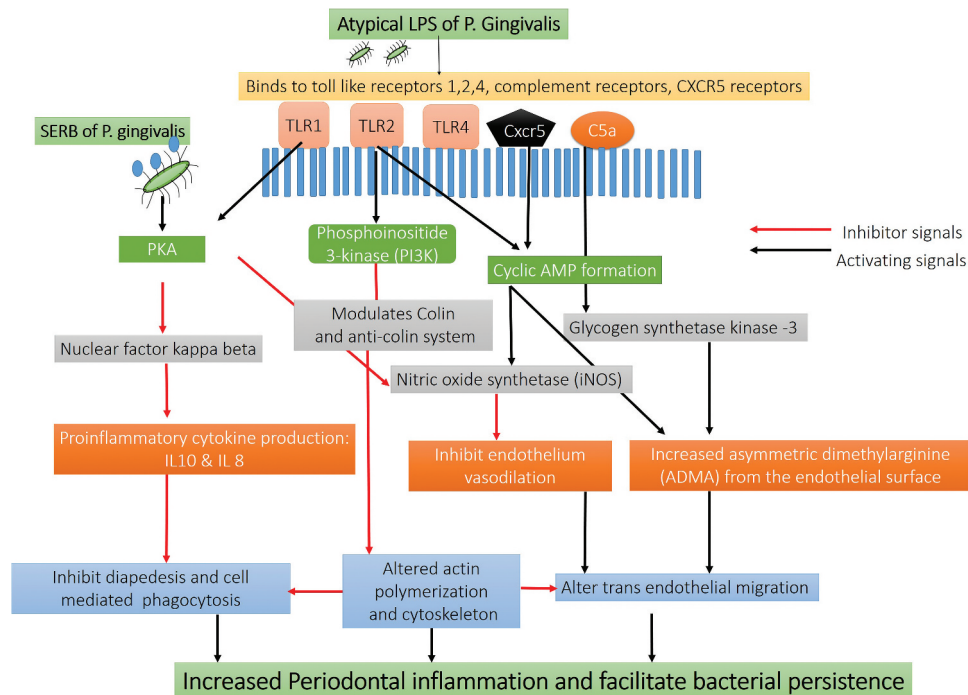 Atypical LPS of P. Gingivalis
Binds to toll like receptors 1,2,4, complement receptors, CXCR5 receptors
SERB of P. gingivalis
TLR1
TLR2
TLR4
Cxcr5
C5a
PKA
Phosphoinositide
3-kinase (PI3K)
Cyclic AMP formation
Inhibitor signals
Activating signals
Modulates Colin
and anti-colin system
Glycogen synthetase kinase -3
Nuclear factor kappa beta
Nitric oxide synthetase (iNOS)
Proinflammatory cytokine production:
IL10 & IL 8
Inhibit endothelium
vasodilation
Increased asymmetric dimethylarginine
(ADMA) from the endothelial surface
Inhibit diapedesis and cell
mediated phagocytosis
Altered actin
polymerization
and cytoskeleton
Alter trans endothelial migration
Increased Periodontal inflammation and facilitate bacterial persistence